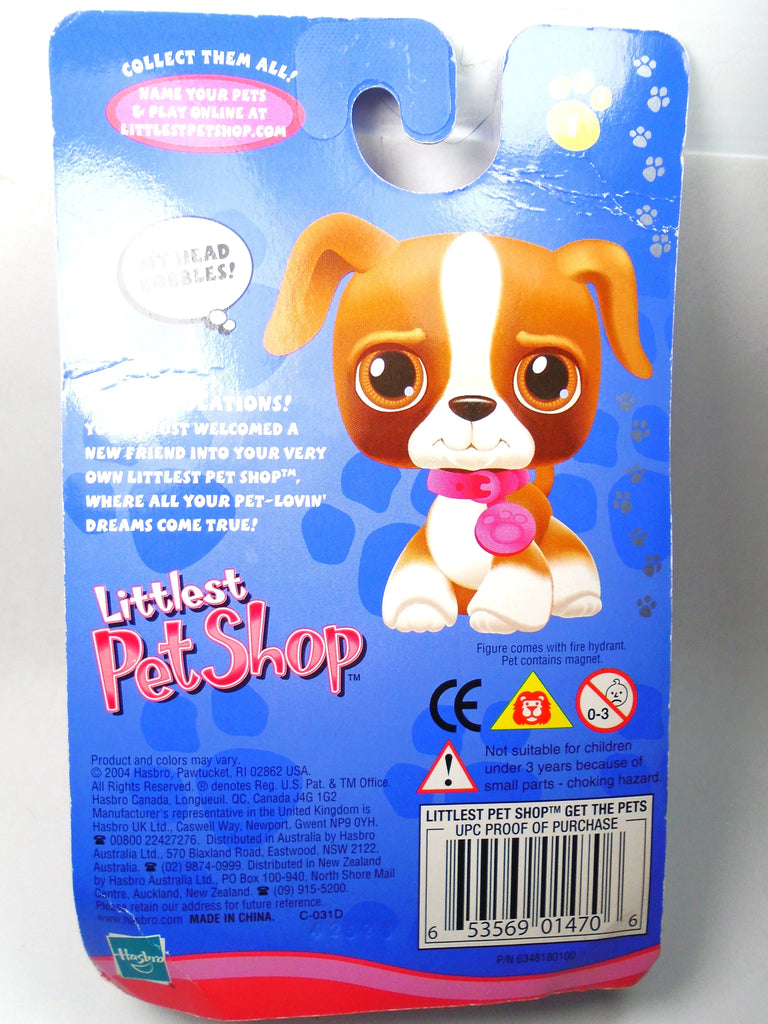 COLLECT THEM ALL!
NAME YOUR PETS
& PLAY ONLINE AT
LITTLESTPETSHOP.COM
MY HEAD
BOBBLES!
JUST WELCOMED A
NEW FRIEND INTO YOUR VERY
OWN LITTLEST PET SHOP™,
WHERE ALL YOUR PET-LOVIN'
DREAMS COME TRUE!
Littlest
PetShop™
Figure comes with fire hydrant.
Pet contains magnet.
CE
0-3
Not suitable for children
under 3 years because of
small parts - choking hazard.
Product and colors may vary.
© 2004 Hasbro, Pawtucket, RI 02862 USA.
All Rights Reserved. ® denotes Reg. U.S. Pat. & TM Office.
Hasbro Canada, Longueuil, QC, Canada J4G 1G2
Manufacturer's representative in the United Kingdom is
Hasbro UK Ltd., Caswell Way, Newport, Gwent NP9 0YH.
☎ 00800 22427276. Distributed in Australia by Hasbro
Australia Ltd., 570 Blaxland Road, Eastwood, NSW 2122,
Australia. ☎ (02) 9874-0999. Distributed in New Zealand
by Hasbro Australia Ltd., PO Box 100-940, North Shore Mail
Centre, Auckland, New Zealand. ☎ (09) 915-5200.
Please retain our address for future reference.
www.hasbro.com MADE IN CHINA. C-031D
LITTLEST PET SHOP™ GET THE PETS
UPC PROOF OF PURCHASE
6 53569 01470 6
P/N 6348180100
Hasbro